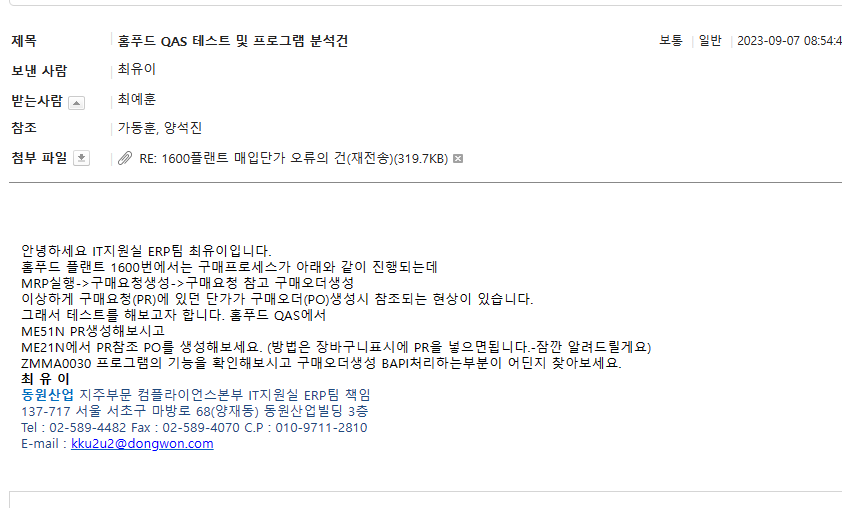 제목 홈푸드 QAS 테스트 및 프로그램 분석건 보통 일반 2023-09-07 08:54:4
보낸 사람 최유이
받는사람 최예훈
참조 가동훈, 양석진
첨부 파일 RE: 1600플랜트 매입단가 오류의 건(재전송)(319.7KB)
안녕하세요 IT지원실 ERP팀 최유이입니다.
홈푸드 플랜트 1600번에서는 구매프로세스가 아래와 같이 진행되는데
MRP실행->구매요청생성->구매요청 참고 구매오더생성
이상하게 구매요청(PR)에 있던 단가가 구매오더(PO)생성시 참조되는 현상이 있습니다.
그래서 테스트를 해보고자 합니다. 홈푸드 QAS에서
ME51N PR생성해보시고
ME21N에서 PR참조 PO를 생성해보세요. (방법은 장바구니표시에 PR을 넣으면됩니다.-잠깐 알려드릴게요)
ZMMA0030 프로그램의 기능을 확인해보시고 구매오더생성 BAPI처리하는부분이 어딘지 찾아보세요.
최 유 이
동원산업 지주부문 컴플라이언스본부 IT지원실 ERP팀 책임
137-717 서울 서초구 마방로 68(양재동) 동원산업빌딩 3층
Tel : 02-589-4482 Fax : 02-589-4070 C.P : 010-9711-2810
E-mail : kku2u2@dongwon.com